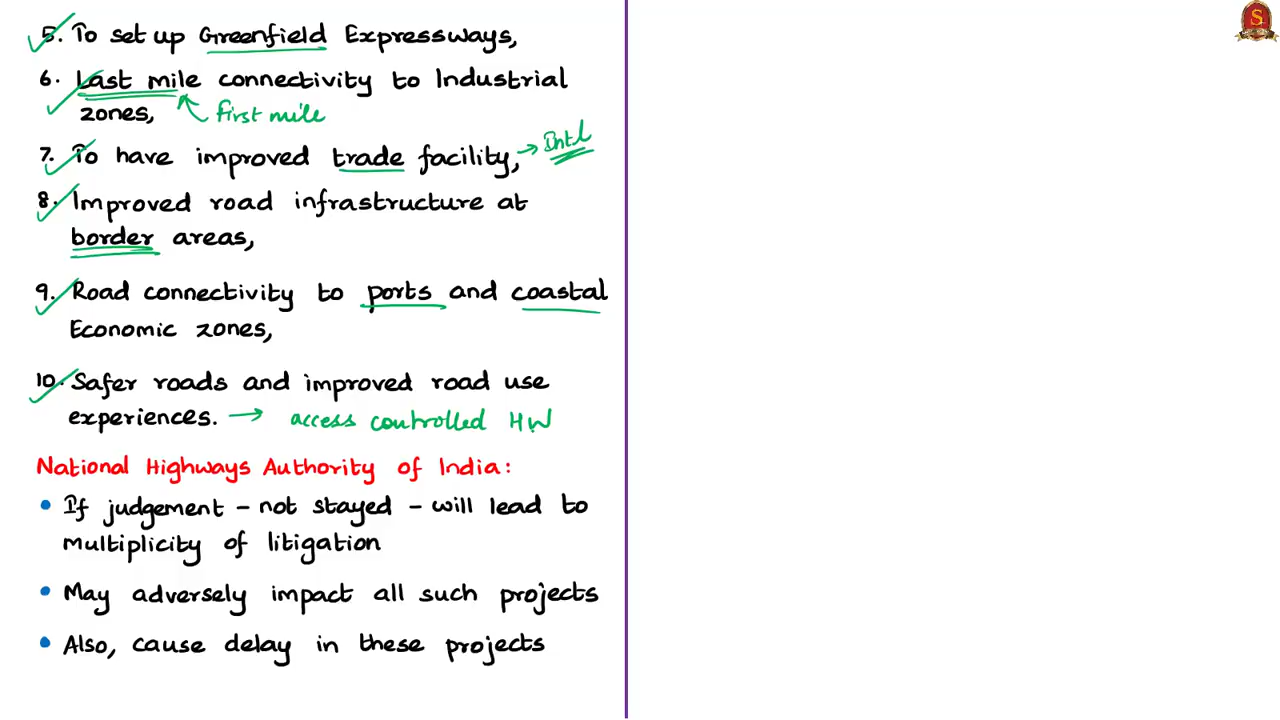 5. To set up Greenfield Expressways,
6. Last mile connectivity to Industrial
zones, first mile
7. To have improved trade facility, → Intl
8. Improved road infrastructure at
border areas,
9. Road connectivity to ports and coastal
Economic zones,
10. Safer roads and improved road use
experiences. → access controlled HW
National Highways Authority of India:
• If judgement - not stayed - will lead to
multiplicity of litigation
• May adversely impact all such projects
• Also, cause delay in these projects